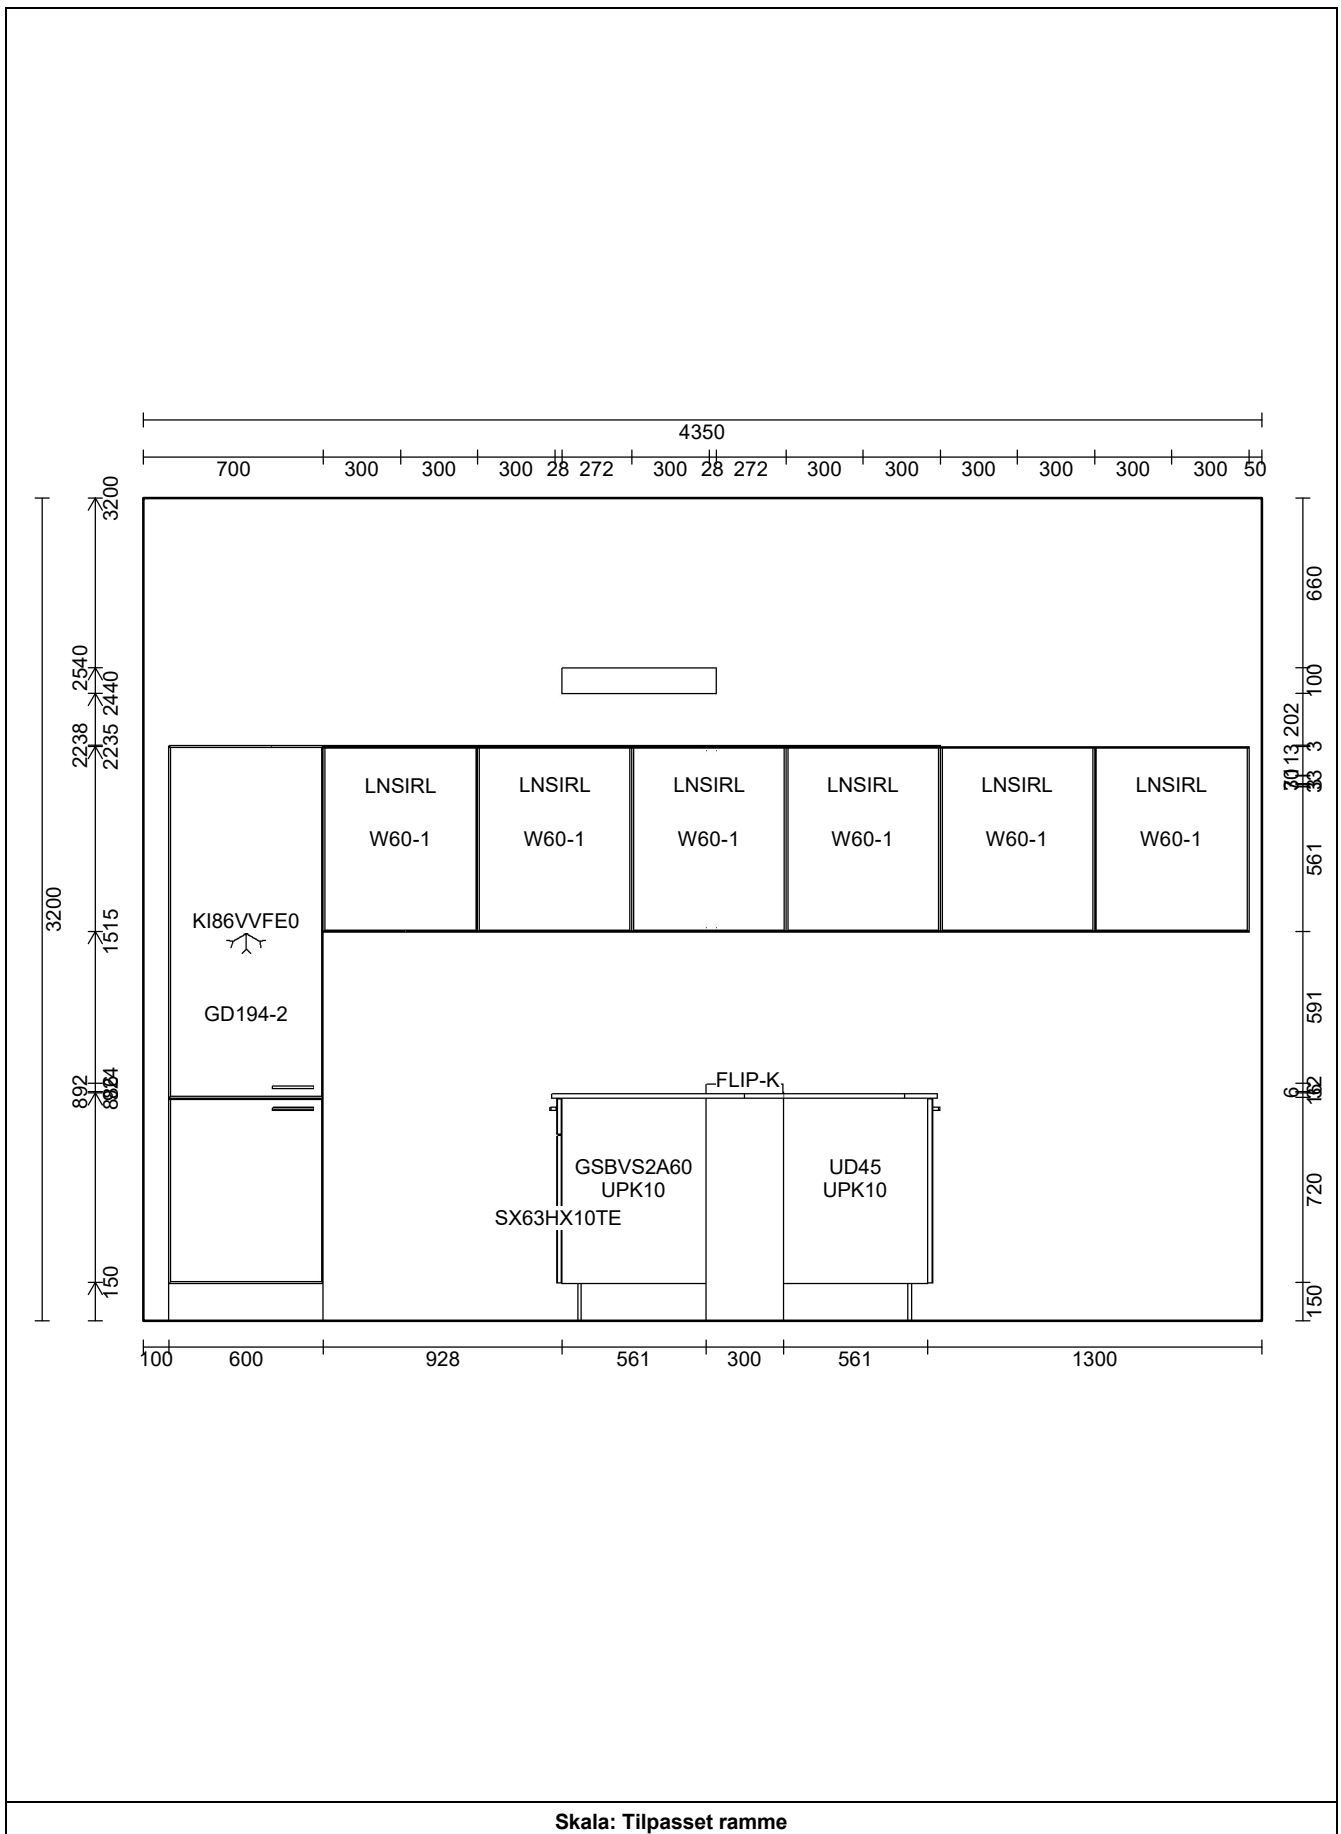 4350
700 300 300 300 28 272 300 28 272 300 300 300 300 300 300 50
3200
3200
2540
2440
2238
2235
1515
892
150
660
100
202
3
13
561
591
6
720
150
LNSIRL LNSIRL LNSIRL LNSIRL LNSIRL LNSIRL
W60-1 W60-1 W60-1 W60-1 W60-1 W60-1
KI86VVFE0
GD194-2
FLIP-K
GSBVS2A60 UD45
UPK10 UPK10
SX63HX10TE
100 600 928 561 300 561 1300
Skala: Tilpasset ramme